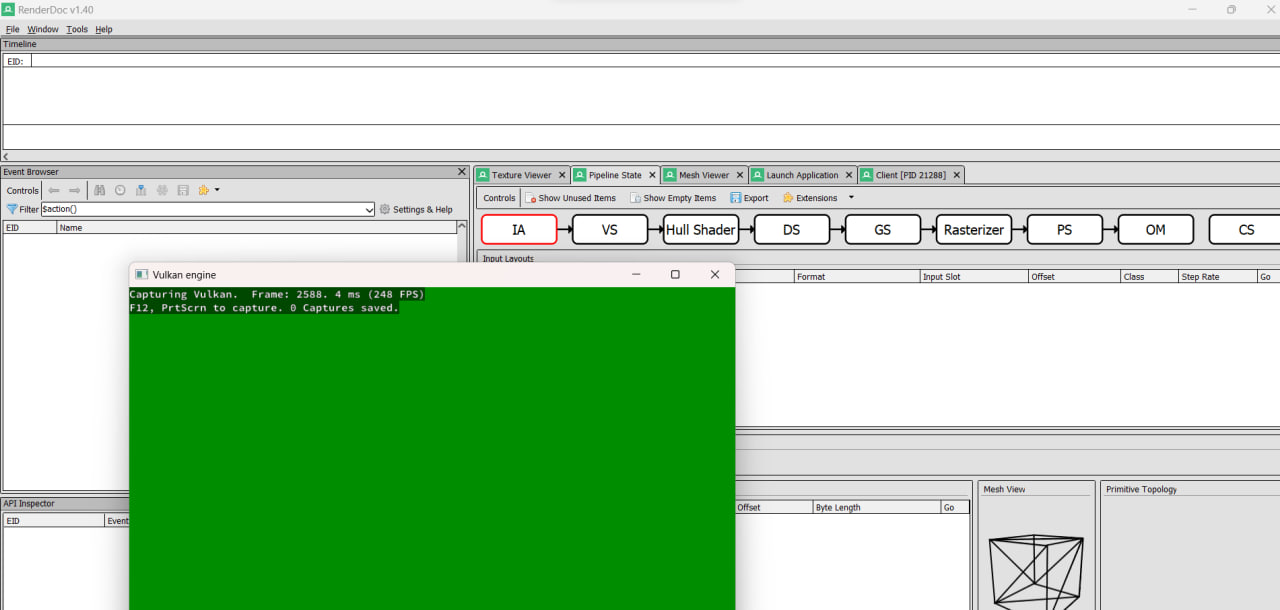 RenderDoc v1.40
File Window Tools Help
Timeline
EID:
Event Browser
Controls
Filter $action() Settings & Help
EID Name
Texture Viewer Pipeline State Mesh Viewer Launch Application Client [PID 21288]
Controls Show Unused Items Show Empty Items Export Extensions
IA VS Hull Shader DS GS Rasterizer PS OM CS
Input Layouts
Format Input Slot Offset Class Step Rate Go
Vulkan engine
Capturing Vulkan. Frame: 2588. 4 ms (248 FPS)
F12, PrtScrn to capture. 0 Captures saved.
API Inspector
EID Event
Offset Byte Length Go
Mesh View
Primitive Topology